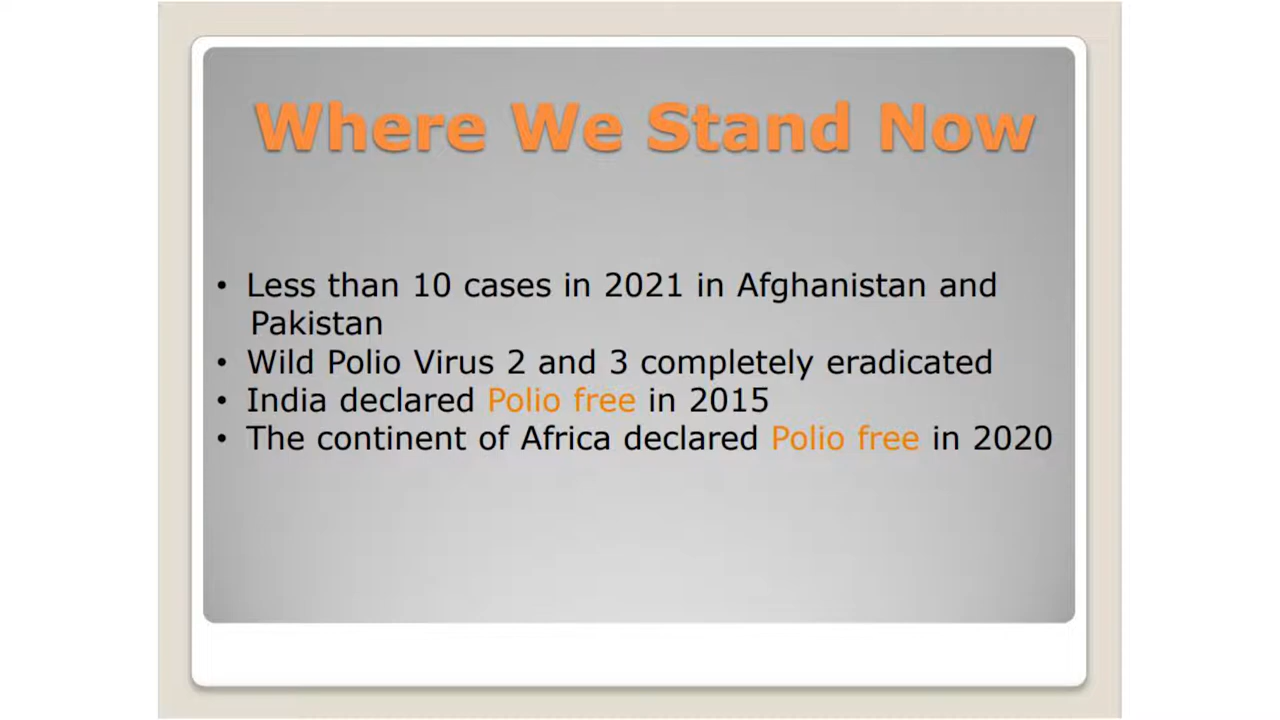 Where We Stand Now
• Less than 10 cases in 2021 in Afghanistan and
Pakistan
• Wild Polio Virus 2 and 3 completely eradicated
• India declared Polio free in 2015
• The continent of Africa declared Polio free in 2020